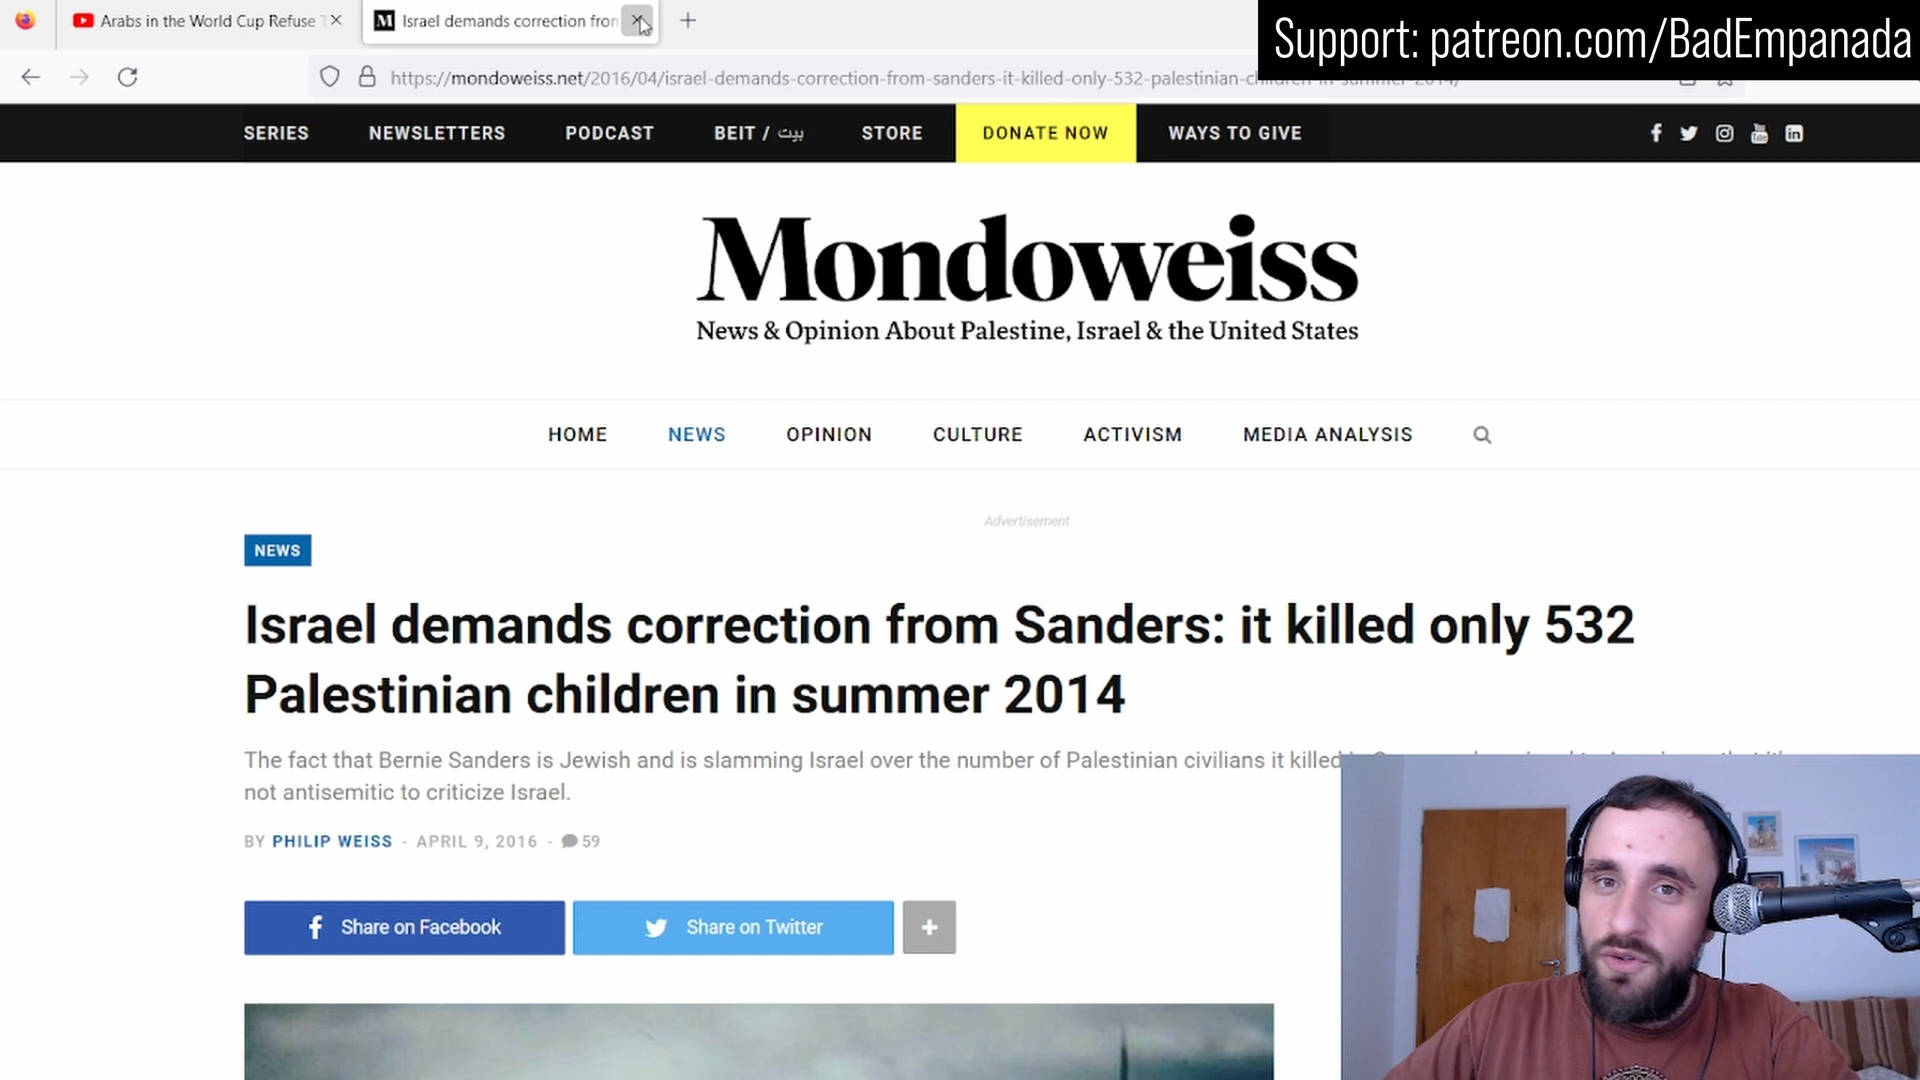 Arabs in the World Cup Refuse
Israel demands correction from
Support: patreon.com/BadEmpanada
https://mondoweiss.net/2016/04/israel-demands-correction-from-sanders-it-killed-only-532-palestinian-children-in-summer-2014/
SERIES NEWSLETTERS PODCAST BEIT / بيت STORE DONATE NOW WAYS TO GIVE
Mondoweiss
News & Opinion About Palestine, Israel & the United States
HOME NEWS OPINION CULTURE ACTIVISM MEDIA ANALYSIS
Advertisement
NEWS
Israel demands correction from Sanders: it killed only 532
Palestinian children in summer 2014
The fact that Bernie Sanders is Jewish and is slamming Israel over the number of Palestinian civilians it killed
not antisemitic to criticize Israel.
BY PHILIP WEISS - APRIL 9, 2016 - 59
Share on Facebook Share on Twitter +